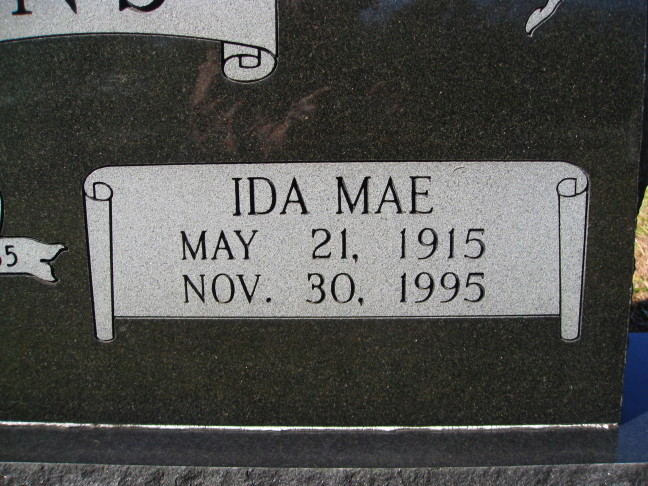 IDA MAE
MAY 21, 1915
NOV. 30, 1995